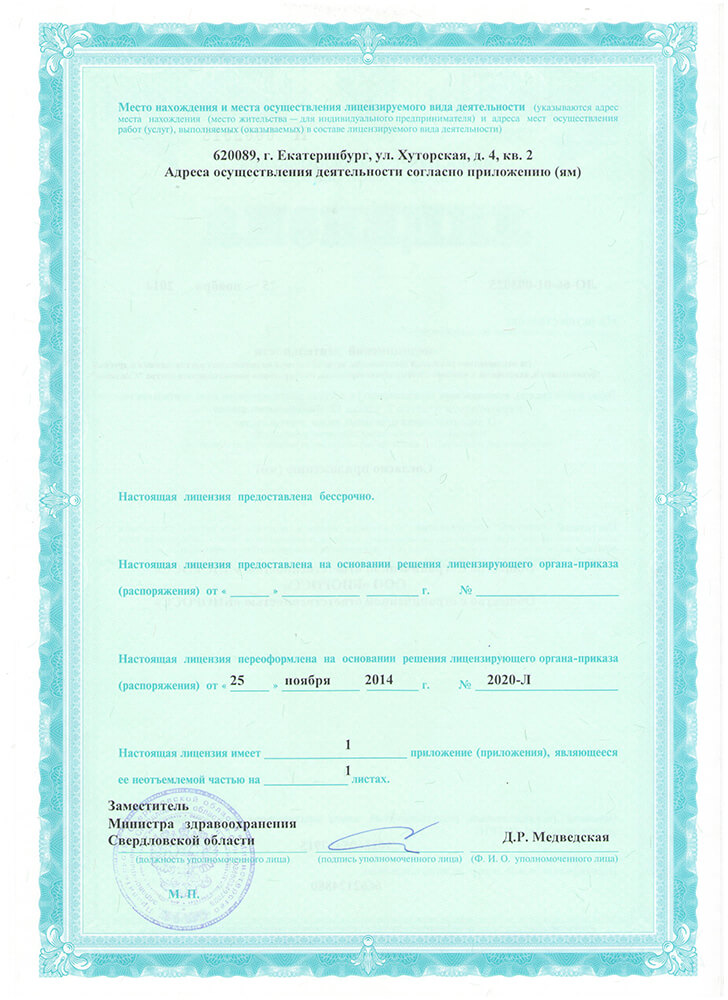 Место нахождения и места осуществления лицензируемого вида деятельности (указываются адрес
места нахождения (место жительства — для индивидуального предпринимателя) и адреса мест осуществления
работ (услуг), выполняемых (оказываемых) в составе лицензируемого вида деятельности)
620089, г. Екатеринбург, ул. Хуторская, д. 4, кв. 2
Адреса осуществления деятельности согласно приложению (ям)
Настоящая лицензия предоставлена бессрочно.
Настоящая лицензия предоставлена на основании решения лицензирующего органа-приказа
(распоряжения) от « ______ » ____________ ________ г. № ______________________
Настоящая лицензия переоформлена на основании решения лицензирующего органа-приказа
(распоряжения) от « 25 » ноября 2014 г. № 2020-Л
Настоящая лицензия имеет 1 приложение (приложения), являющееся
ее неотъемлемой частью на 1 листах.
Заместитель
Министра здравоохранения
Свердловской области Д.Р. Медведская
(должность уполномоченного лица) (подпись уполномоченного лица) (Ф. И. О. уполномоченного лица)
М. П.